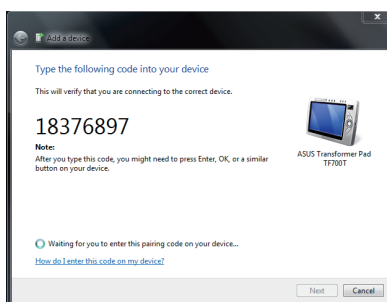 Add a device
Type the following code into your device
This will verify that you are connecting to the correct device.
18376897
Note:
After you type this code, you might need to press Enter, OK, or a similar
button on your device.
ASUS Transformer Pad
TF700T
Waiting for you to enter this pairing code on your device...
How do I enter this code on my device?
Next
Cancel